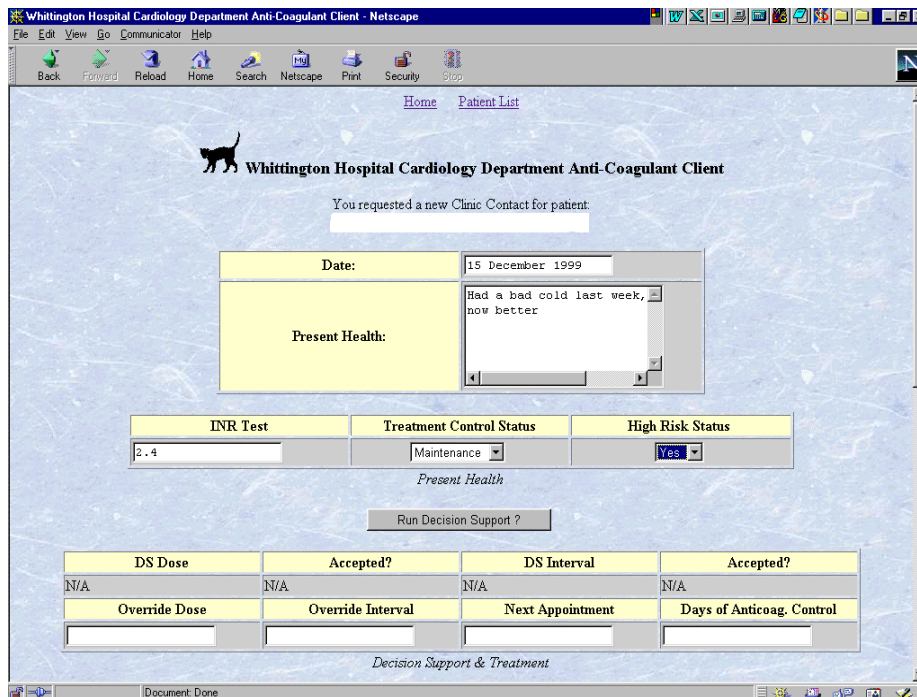 Whittington Hospital Cardiology Department Anti-Coagulant Client - Netscape
File Edit View Go Communicator Help
Back Forward Reload Home Search Netscape Print Security Stop
Home Patient List
Whittington Hospital Cardiology Department Anti-Coagulant Client
You requested a new Clinic Contact for patient:
Date: 15 December 1999
Present Health: Had a bad cold last week,
now better
INR Test Treatment Control Status High Risk Status
2.4 Maintenance Yes
Present Health
Run Decision Support ?
DS Dose Accepted? DS Interval Accepted?
N/A N/A N/A N/A
Override Dose Override Interval Next Appointment Days of Anticoag. Control
Decision Support & Treatment
Document: Done